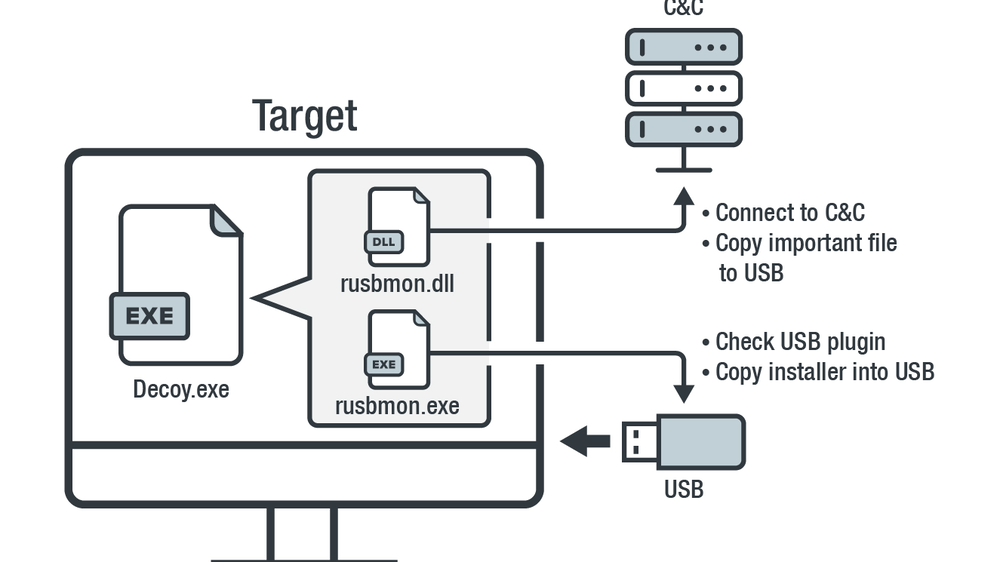 C&C
Target
DLL
rusbmon.dll
EXE
Decoy.exe
EXE
rusbmon.exe
• Connect to C&C
• Copy important file
to USB
• Check USB plugin
• Copy installer into USB
USB